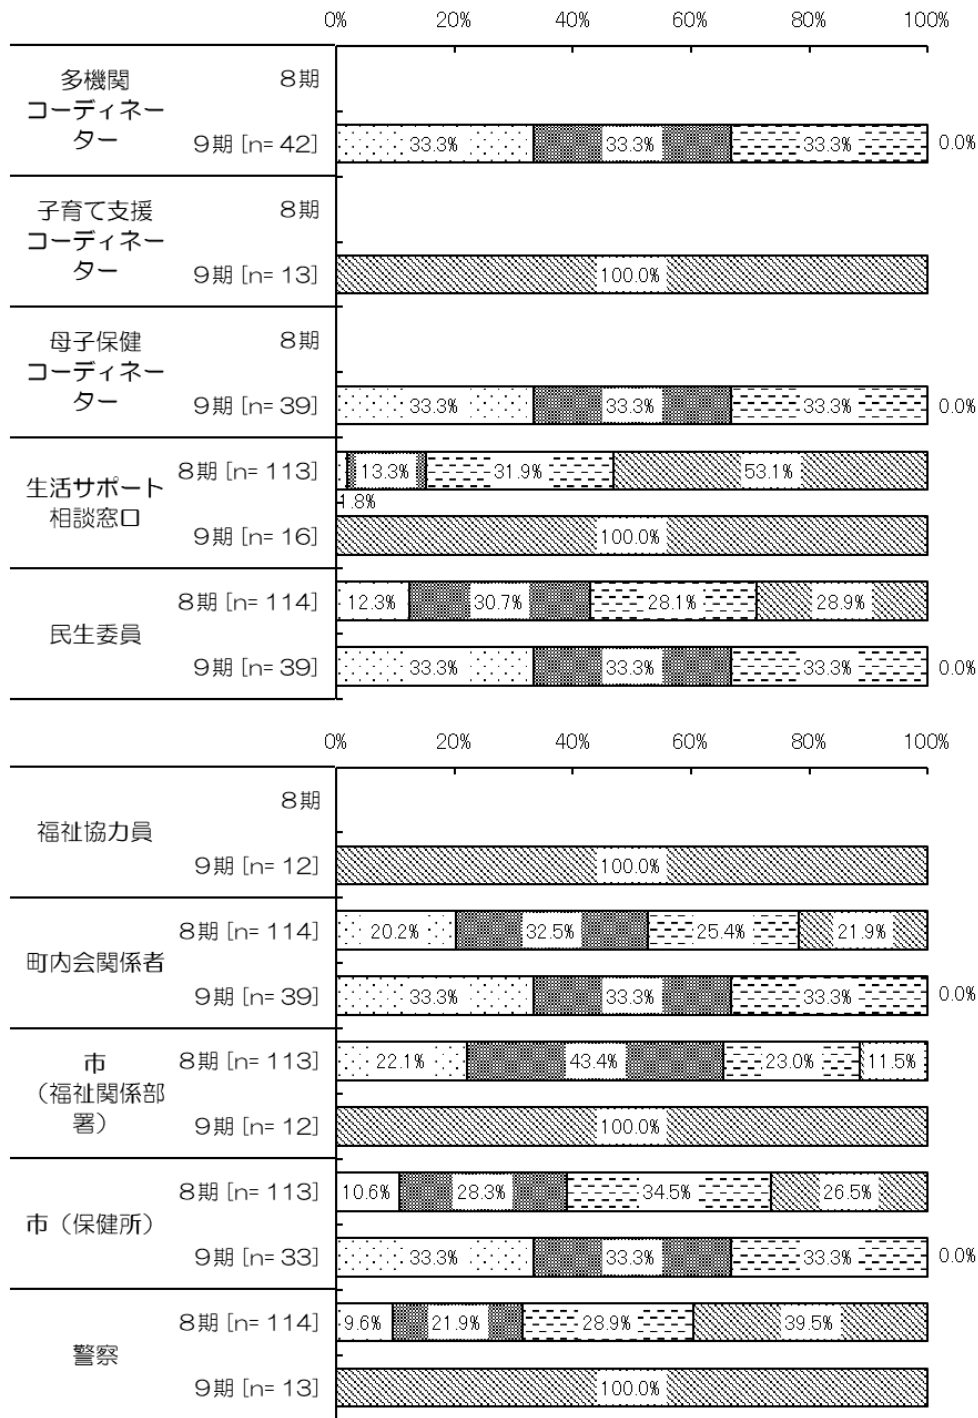 0% 20% 40% 60% 80% 100%
多機関
コーディネー
ター
8期
9期 [n= 42]
33.3% 33.3% 33.3% 0.0%
子育て支援
コーディネー
ター
8期
9期 [n= 13]
100.0%
母子保健
コーディネー
ター
8期
9期 [n= 39]
33.3% 33.3% 33.3% 0.0%
生活サポート
相談窓口
8期 [n= 113]
13.3% 31.9% 53.1%
1.8%
9期 [n= 16]
100.0%
民生委員
8期 [n= 114]
12.3% 30.7% 28.1% 28.9%
9期 [n= 39]
33.3% 33.3% 33.3% 0.0%
0% 20% 40% 60% 80% 100%
福祉協力員
8期
9期 [n= 12]
100.0%
町内会関係者
8期 [n= 114]
20.2% 32.5% 25.4% 21.9%
9期 [n= 39]
33.3% 33.3% 33.3% 0.0%
市
（福祉関係部
署）
8期 [n= 113]
22.1% 43.4% 23.0% 11.5%
9期 [n= 12]
100.0%
市（保健所）
8期 [n= 113]
10.6% 28.3% 34.5% 26.5%
9期 [n= 33]
33.3% 33.3% 33.3% 0.0%
警察
8期 [n= 114]
9.6% 21.9% 28.9% 39.5%
9期 [n= 13]
100.0%